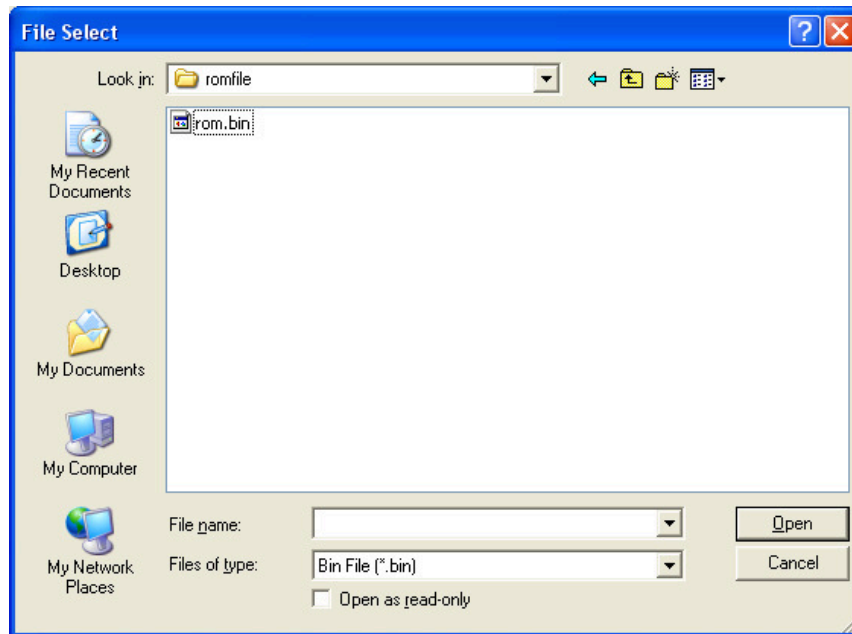 File Select
Look in: romfile
rom.bin
My Recent
Documents
Desktop
My Documents
My Computer
My Network
Places
File name:
Open
Files of type: Bin File (*.bin)
Cancel
Open as read-only